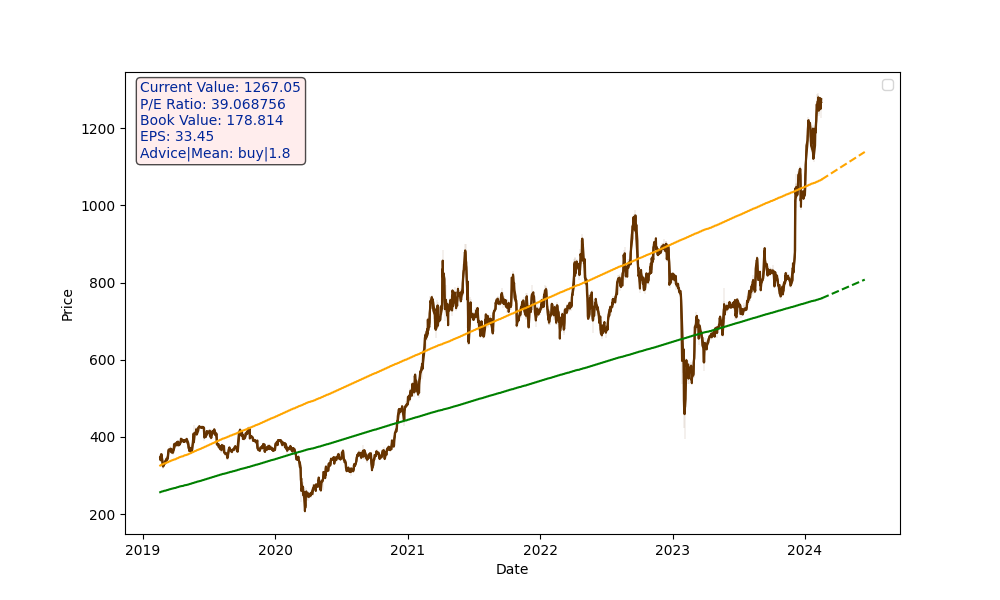 Current Value: 1267.05
P/E Ratio: 39.068756
Book Value: 178.814
EPS: 33.45
Advice|Mean: buy|1.8
1200
1000
800
600
400
200
Price
2019 2020 2021 2022 2023 2024
Date